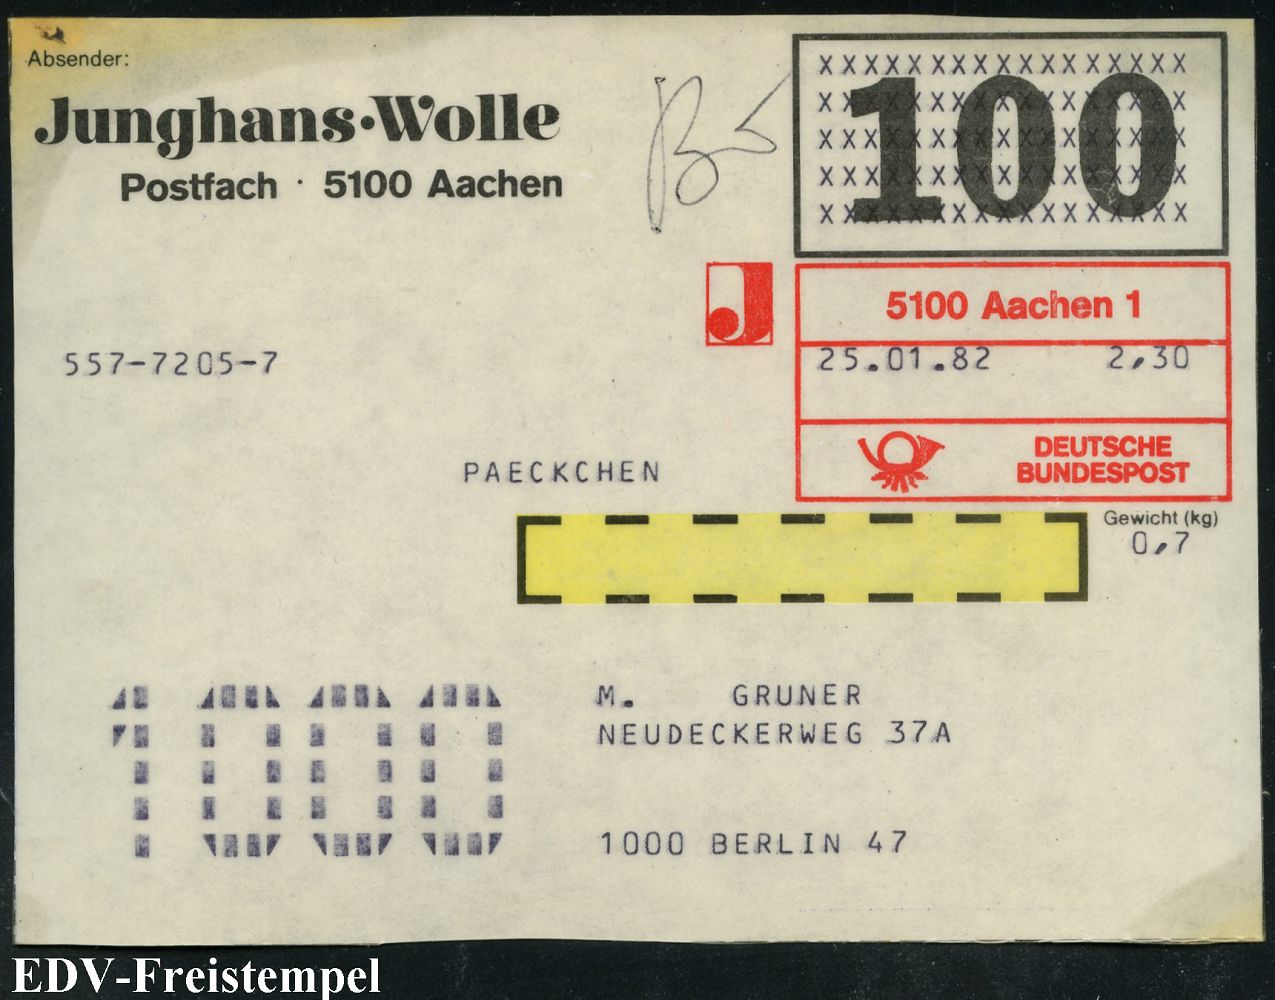 Absender:
Junghans•Wolle
Postfach · 5100 Aachen
XXXXXXXXXXXXXXXXXX
100
J
5100 Aachen 1
557-7205-7
25.01.82 2,30
PAECKCHEN
DEUTSCHE
BUNDESPOST
Gewicht (kg)
0,7
1000
M. GRUNER
NEUDECKERWEG 37A
1000 BERLIN 47
EDV-Freistempel